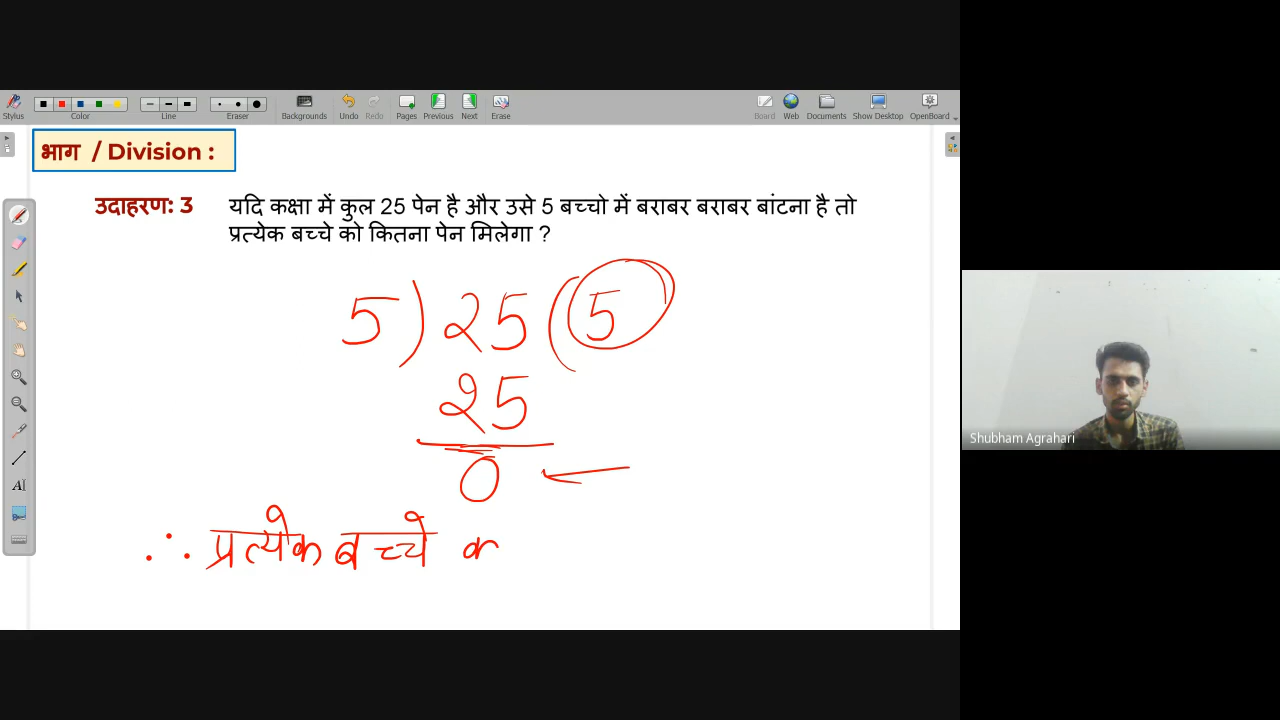 Stylus Color Line Eraser Backgrounds Undo Redo Pages Previous Next Erase Board Web Documents Show Desktop OpenBoard
भाग / Division :
उदाहरण: 3 यदि कक्षा में कुल 25 पेन है और उसे 5 बच्चो में बराबर बराबर बांटना है तो
प्रत्येक बच्चे को कितना पेन मिलेगा ?
5 ) 25 ( 5
25
0
∴ प्रत्येक बच्चे क
Shubham Agrahari